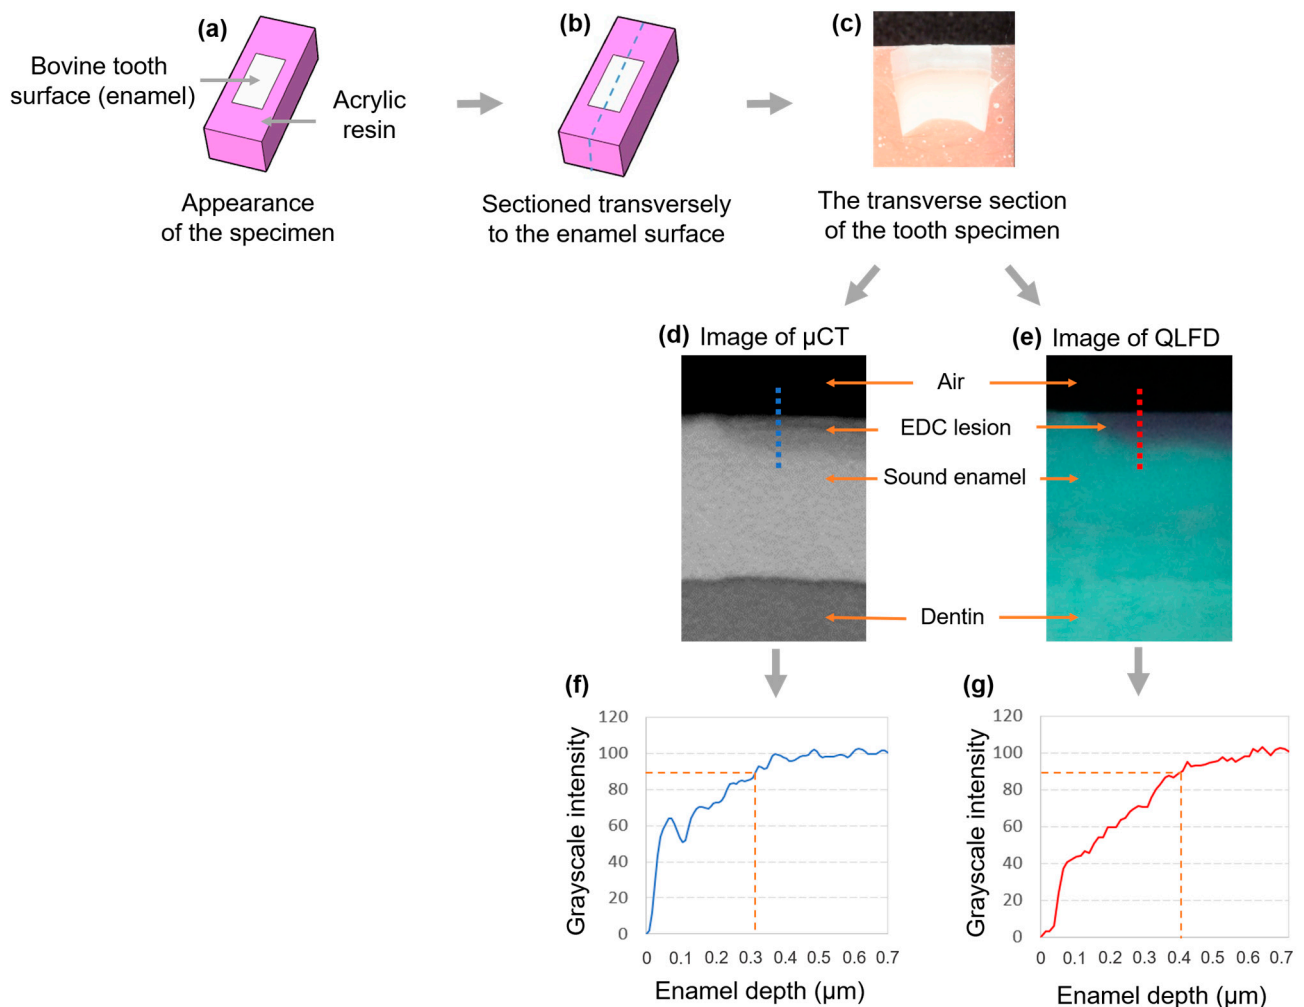 (a)
Bovine tooth
surface (enamel)
Acrylic
resin
Appearance
of the specimen
(b)
Sectioned transversely
to the enamel surface
(c)
The transverse section
of the tooth specimen
(d) Image of µCT
(e) Image of QLFD
Air
EDC lesion
Sound enamel
Dentin
(f)
Grayscale intensity
120
100
80
60
40
20
0
0 0.1 0.2 0.3 0.4 0.5 0.6 0.7
Enamel depth (µm)
(g)
Grayscale intensity
120
100
80
60
40
20
0
0 0.1 0.2 0.3 0.4 0.5 0.6 0.7
Enamel depth (µm)